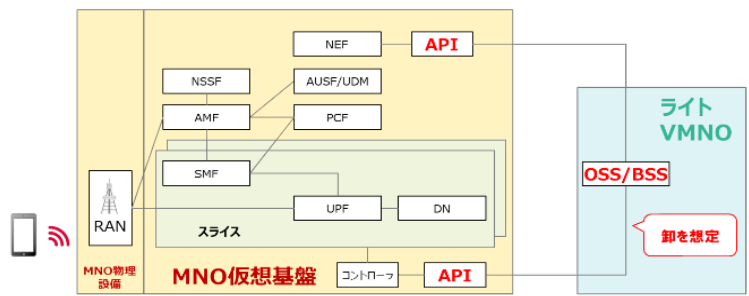 NEF
API
NSSF
AUSF/UDM
AMF
PCF
SMF
UPF
DN
スライス
RAN
MNO物理
設備
MNO仮想基盤
コントローラ
API
ライト
VMNO
OSS/BSS
卸を想定